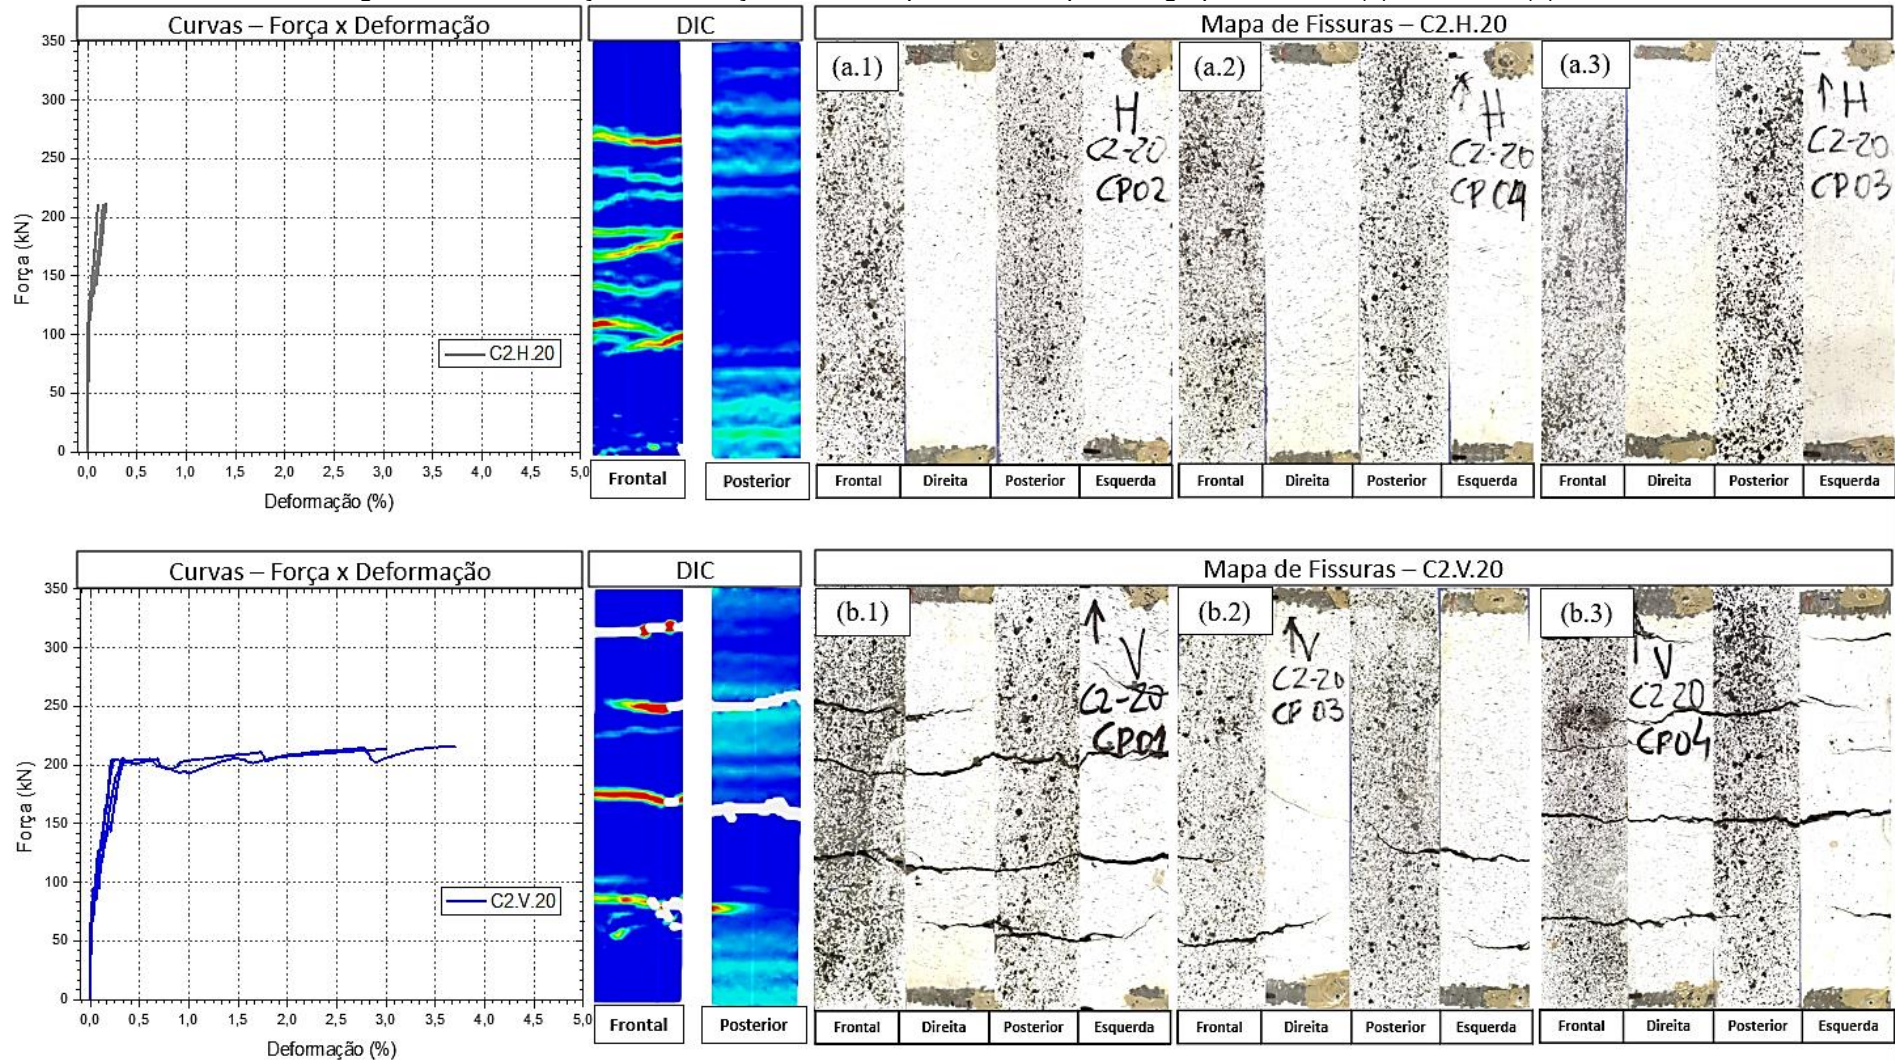 Curvas – Força x Deformação
DIC
Mapa de Fissuras – C2.H.20
350
300
250
200
150
100
50
0
Força (kN)
C2.H.20
0,0 0,5 1,0 1,5 2,0 2,5 3,0 3,5 4,0 4,5 5,0
Deformação (%)
Frontal
Posterior
(a.1)
H
C2-20
CP02
Frontal Direita Posterior Esquerda
(a.2)
H
C2-20
CP04
Frontal Direita Posterior Esquerda
(a.3)
↑H
C2-20
CP03
Frontal Direita Posterior Esquerda
Curvas – Força x Deformação
DIC
Mapa de Fissuras – C2.V.20
350
300
250
200
150
100
50
0
Força (kN)
C2.V.20
0,0 0,5 1,0 1,5 2,0 2,5 3,0 3,5 4,0 4,5 5,0
Deformação (%)
Frontal
Posterior
(b.1)
↑V
C2-20
CP01
Frontal Direita Posterior Esquerda
(b.2)
↑V
C2-20
CP 03
Frontal Direita Posterior Esquerda
(b.3)
↑V
C2 20
CP04
Frontal Direita Posterior Esquerda